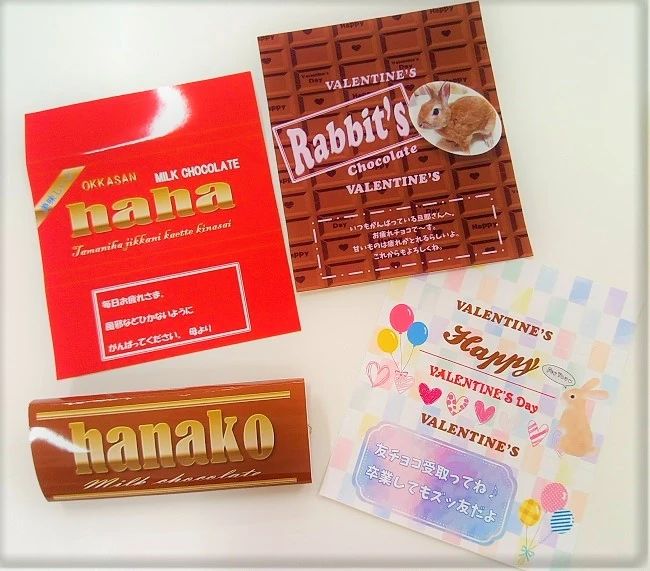 OKKASAN MILK CHOCOLATE
haha
Tamaniha jikkani kaette kinasai
毎日お疲れさま、
風邪などひかないように
がんばってください、母より
VALENTINE'S
Rabbit's
Chocolate
VALENTINE'S
いつもがんばっている旦那さんへ、
お疲れチョコで〜す。
甘いものは疲れがとれるらしいよ。
これからもよろしくね。
hanako
Milk chocolate
VALENTINE'S
Happy
VALENTINE'S Day
VALENTINE'S
友チョコ受取ってね♪
卒業してもズッ友だよ